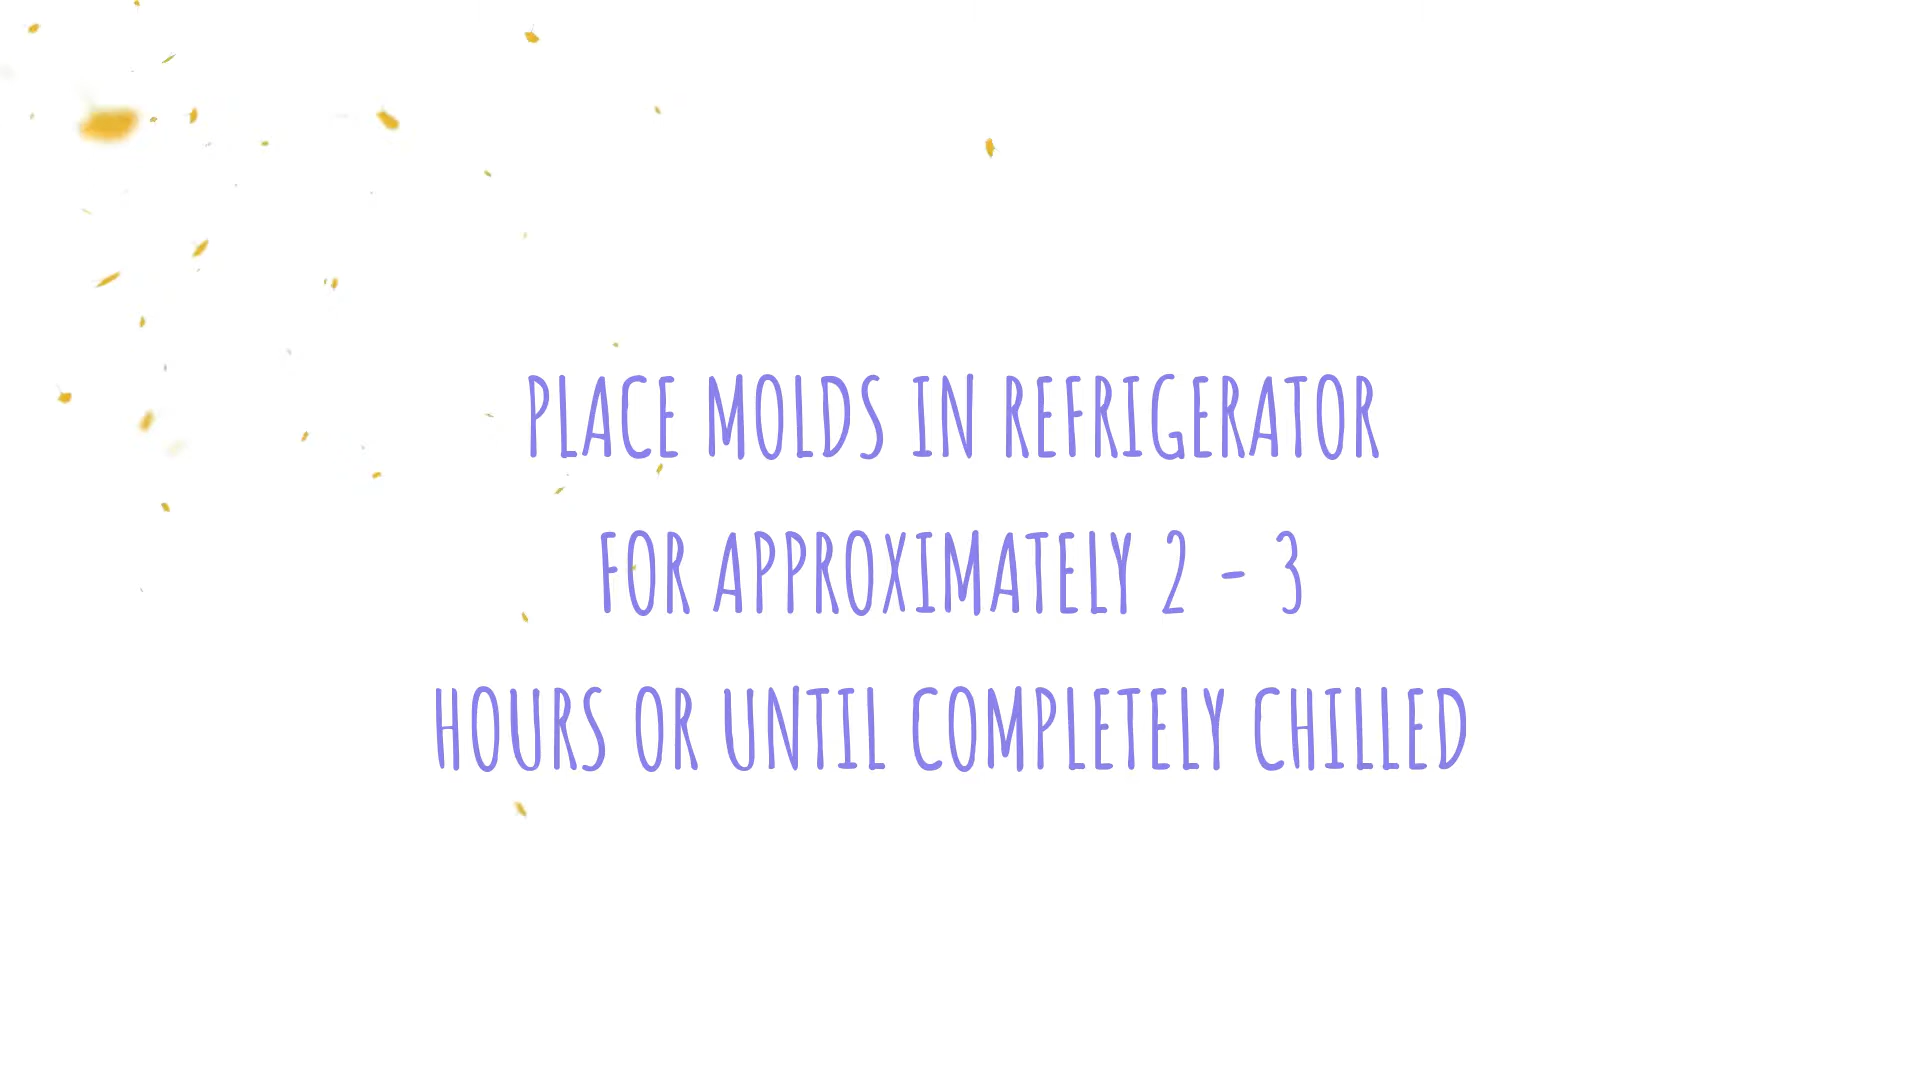 PLACE MOLDS IN REFRIGERATOR
FOR APPROXIMATELY 2 - 3
HOURS OR UNTIL COMPLETELY CHILLED